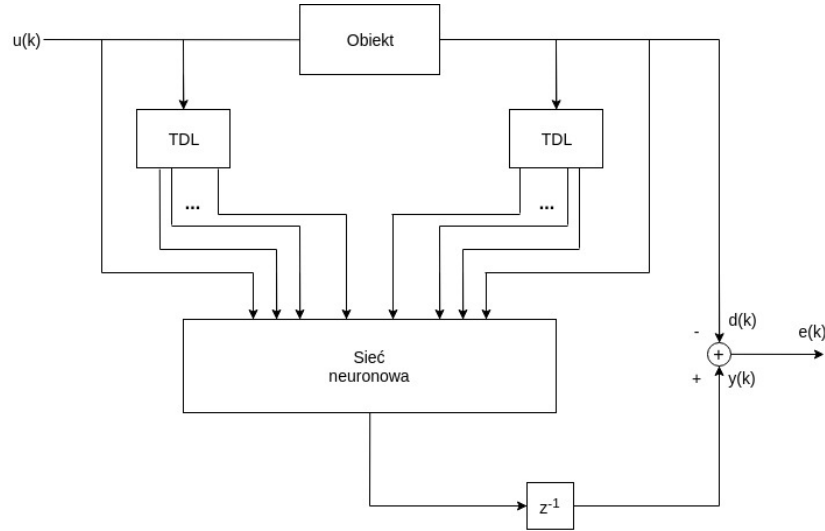 u(k)
Obiekt
TDL
TDL
...
...
Sieć
neuronowa
-
d(k)
e(k)
+
+
y(k)
z-1